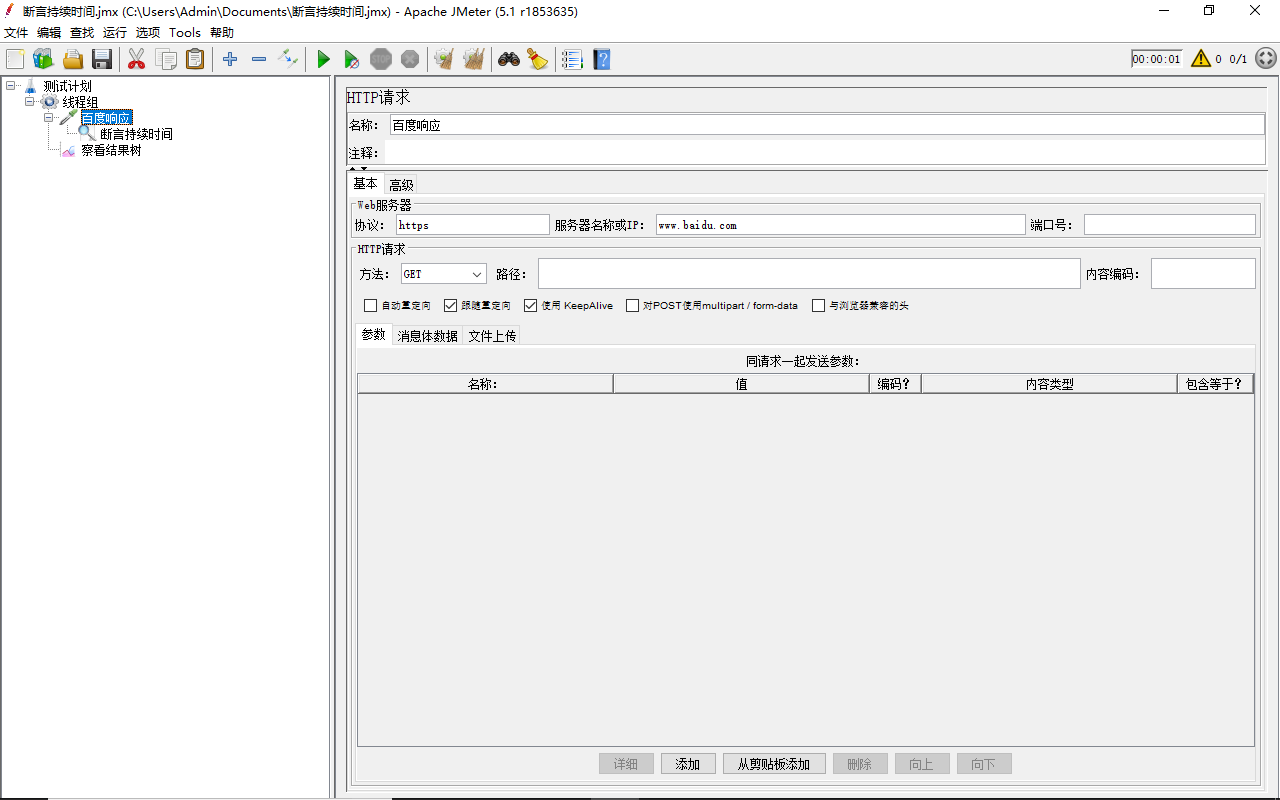 断言持续时间.jmx (C:\Users\Admin\Documents\断言持续时间.jmx) - Apache JMeter (5.1 r1853635)
文件 编辑 查找 运行 选项 Tools 帮助
STOP 00:00:01 0 0/1
测试计划
线程组
百度响应
断言持续时间
察看结果树
HTTP请求
名称： 百度响应
注释：
基本 高级
Web服务器
协议： https 服务器名称或IP： www.baidu.com 端口号：
HTTP请求
方法： GET 路径： 内容编码：
自动重定向 跟随重定向 使用 KeepAlive 对POST使用multipart / form-data 与浏览器兼容的头
参数 消息体数据 文件上传
同请求一起发送参数：
名称： 值 编码？ 内容类型 包含等于？
详细 添加 从剪贴板添加 删除 向上 向下